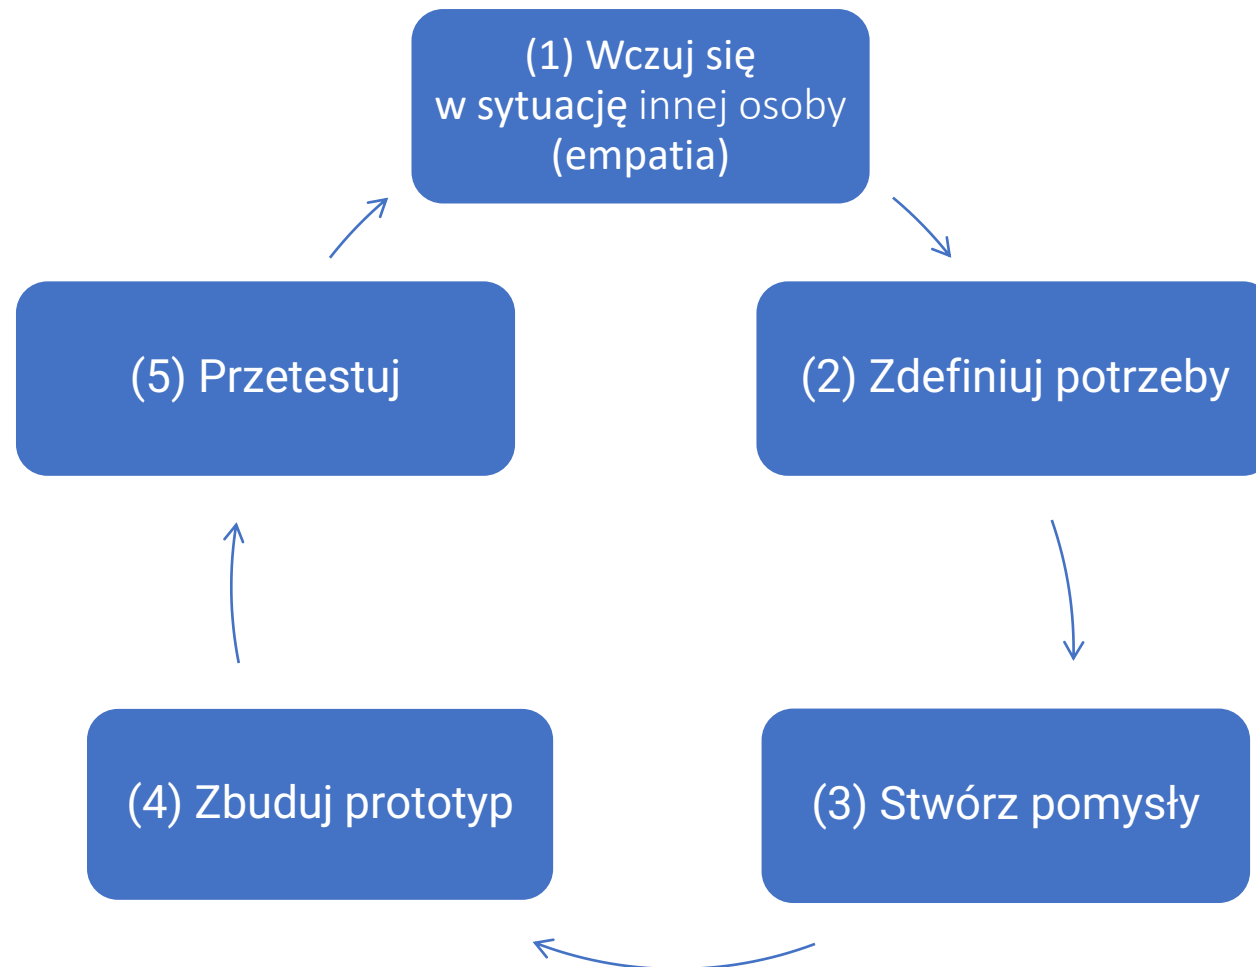 (1) Wczuj się
w sytuację innej osoby
(empatia)
(2) Zdefiniuj potrzeby
(3) Stwórz pomysły
(4) Zbuduj prototyp
(5) Przetestuj